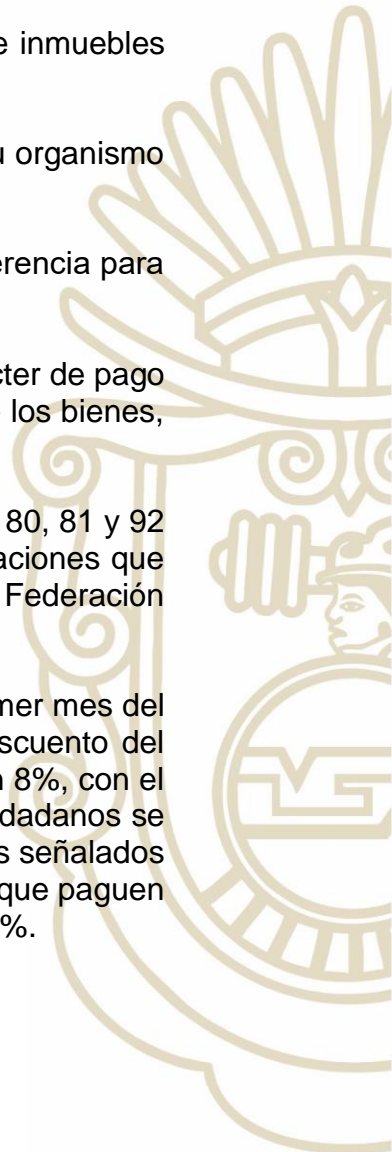 e inmuebles
u organismo
erencia para
cter de pago
los bienes,
80, 81 y 92
aciones que
Federación
mer mes del
scuento del
n 8%, con el
dadanos se
s señalados
que paguen
%.